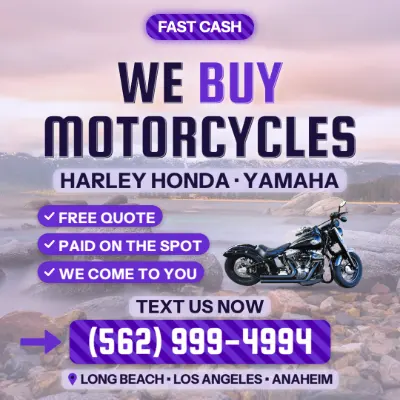 FAST CASH
WE BUY
MOTORCYCLES
HARLEY HONDA • YAMAHA
FREE QUOTE
PAID ON THE SPOT
WE COME TO YOU
TEXT US NOW
(562) 999-4994
LONG BEACH • LOS ANGELES • ANAHEIM